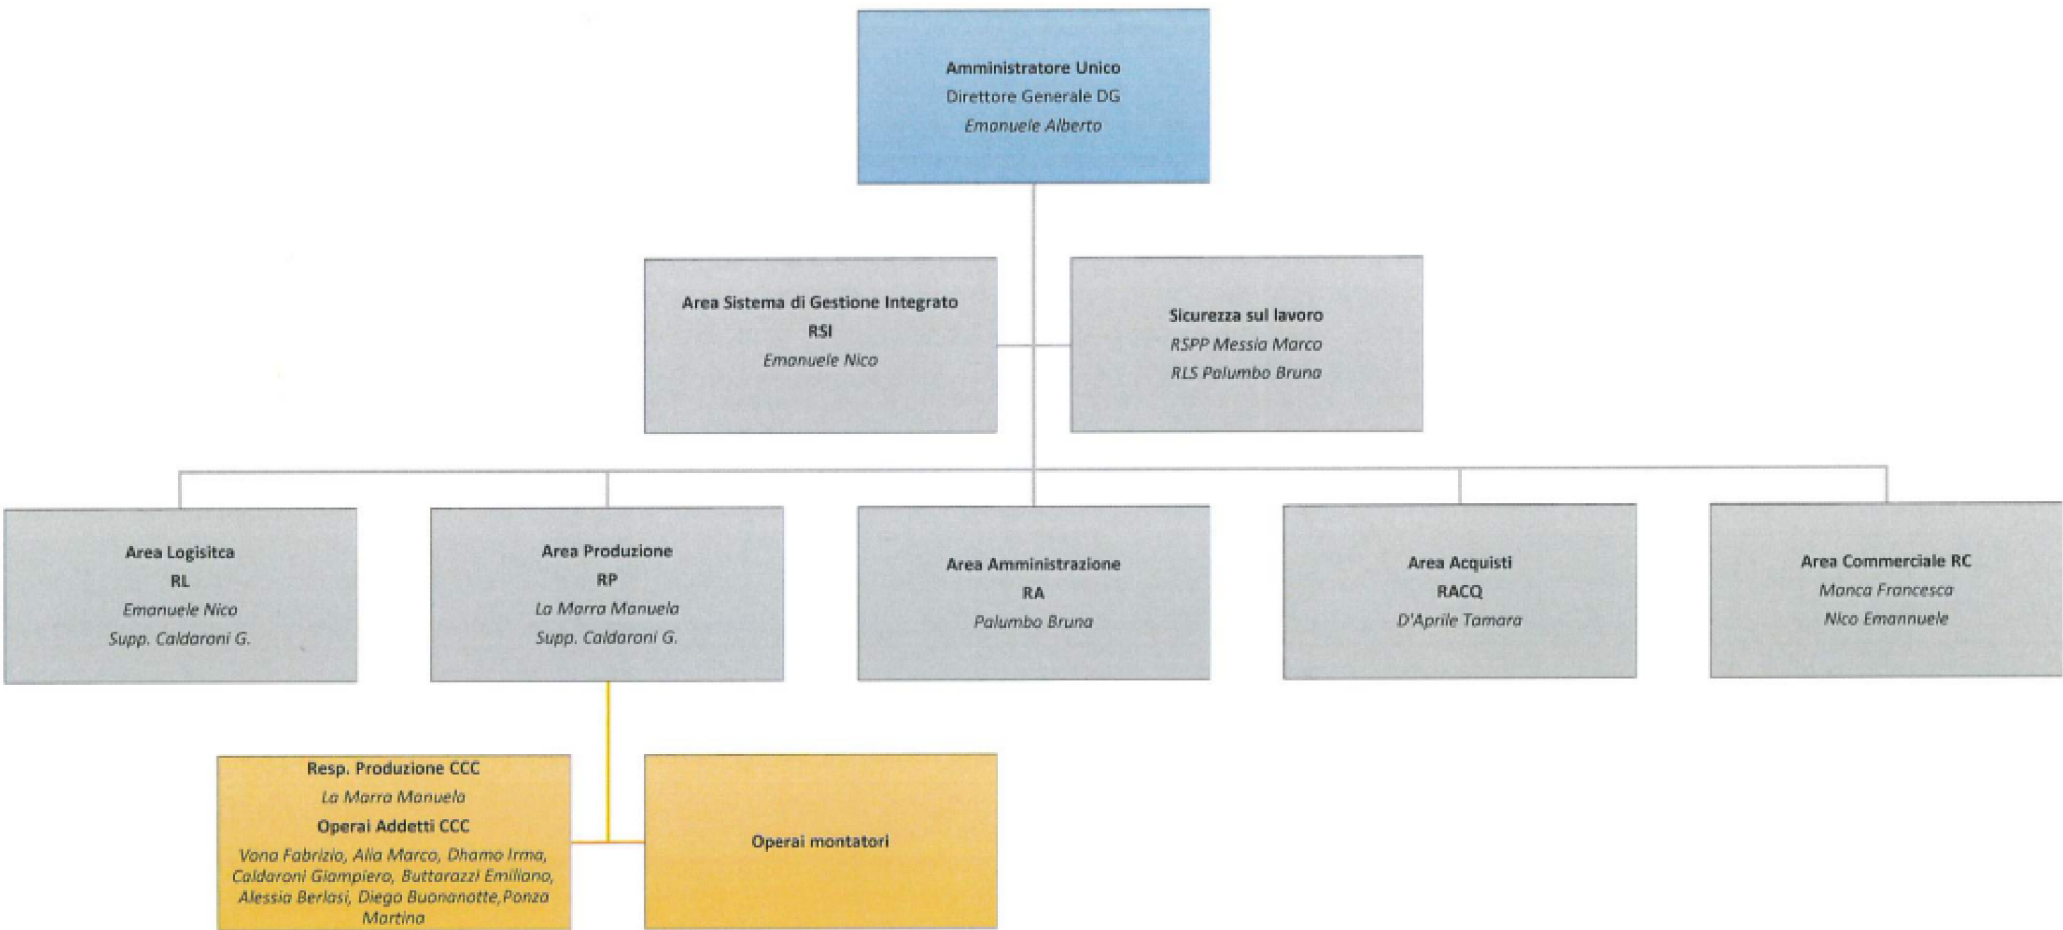 Amministratore Unico
Direttore Generale DG
Emanuele Alberto
Area Sistema di Gestione Integrato
RSI
Emanuele Nico
Sicurezza sul lavoro
RSPP Messia Marco
RLS Palumbo Bruna
Area Logisitca
RL
Emanuele Nico
Supp. Caldaroni G.
Area Produzione
RP
La Marra Manuela
Supp. Caldaroni G.
Area Amministrazione
RA
Palumbo Bruna
Area Acquisti
RACQ
D'Aprile Tamara
Area Commerciale RC
Manca Francesca
Nico Emannuele
Resp. Produzione CCC
La Marra Manuela
Operai Addetti CCC
Vona Fabrizio, Alia Marco, Dhamo Irma,
Caldaroni Giampiero, Buttarazzi Emiliano,
Alessia Berlasi, Diego Buonanotte,Ponza
Martina
Operai montatori